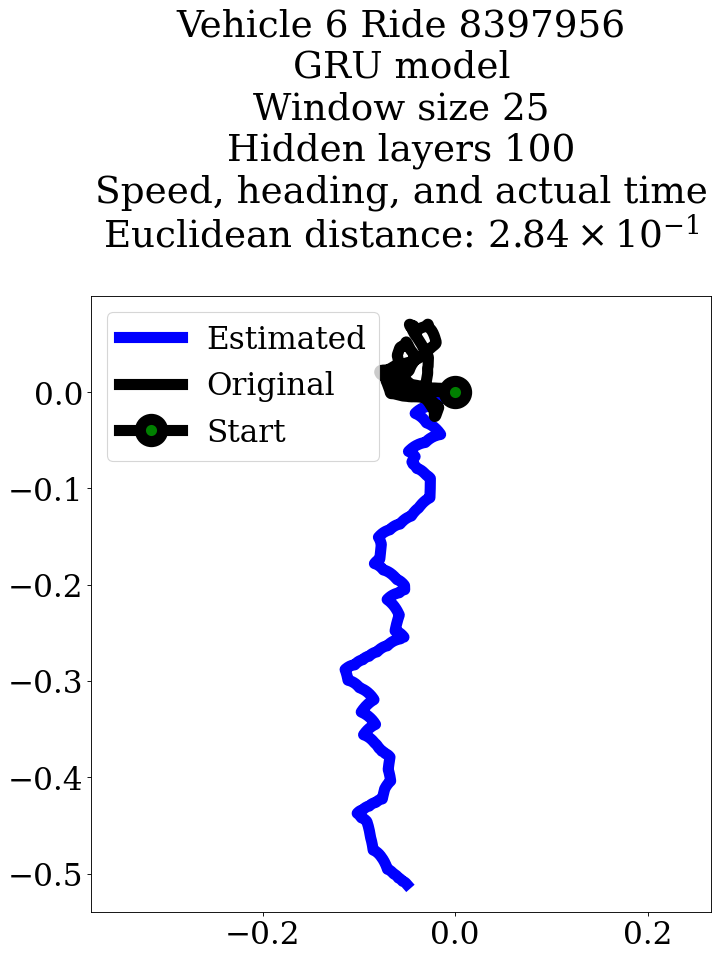 Vehicle 6 Ride 8397956
GRU model
Window size 25
Hidden layers 100
Speed, heading, and actual time
Euclidean distance: 2.84 × 10⁻¹
Estimated
Original
Start
0.0
−0.1
−0.2
−0.3
−0.4
−0.5
−0.2 0.0 0.2